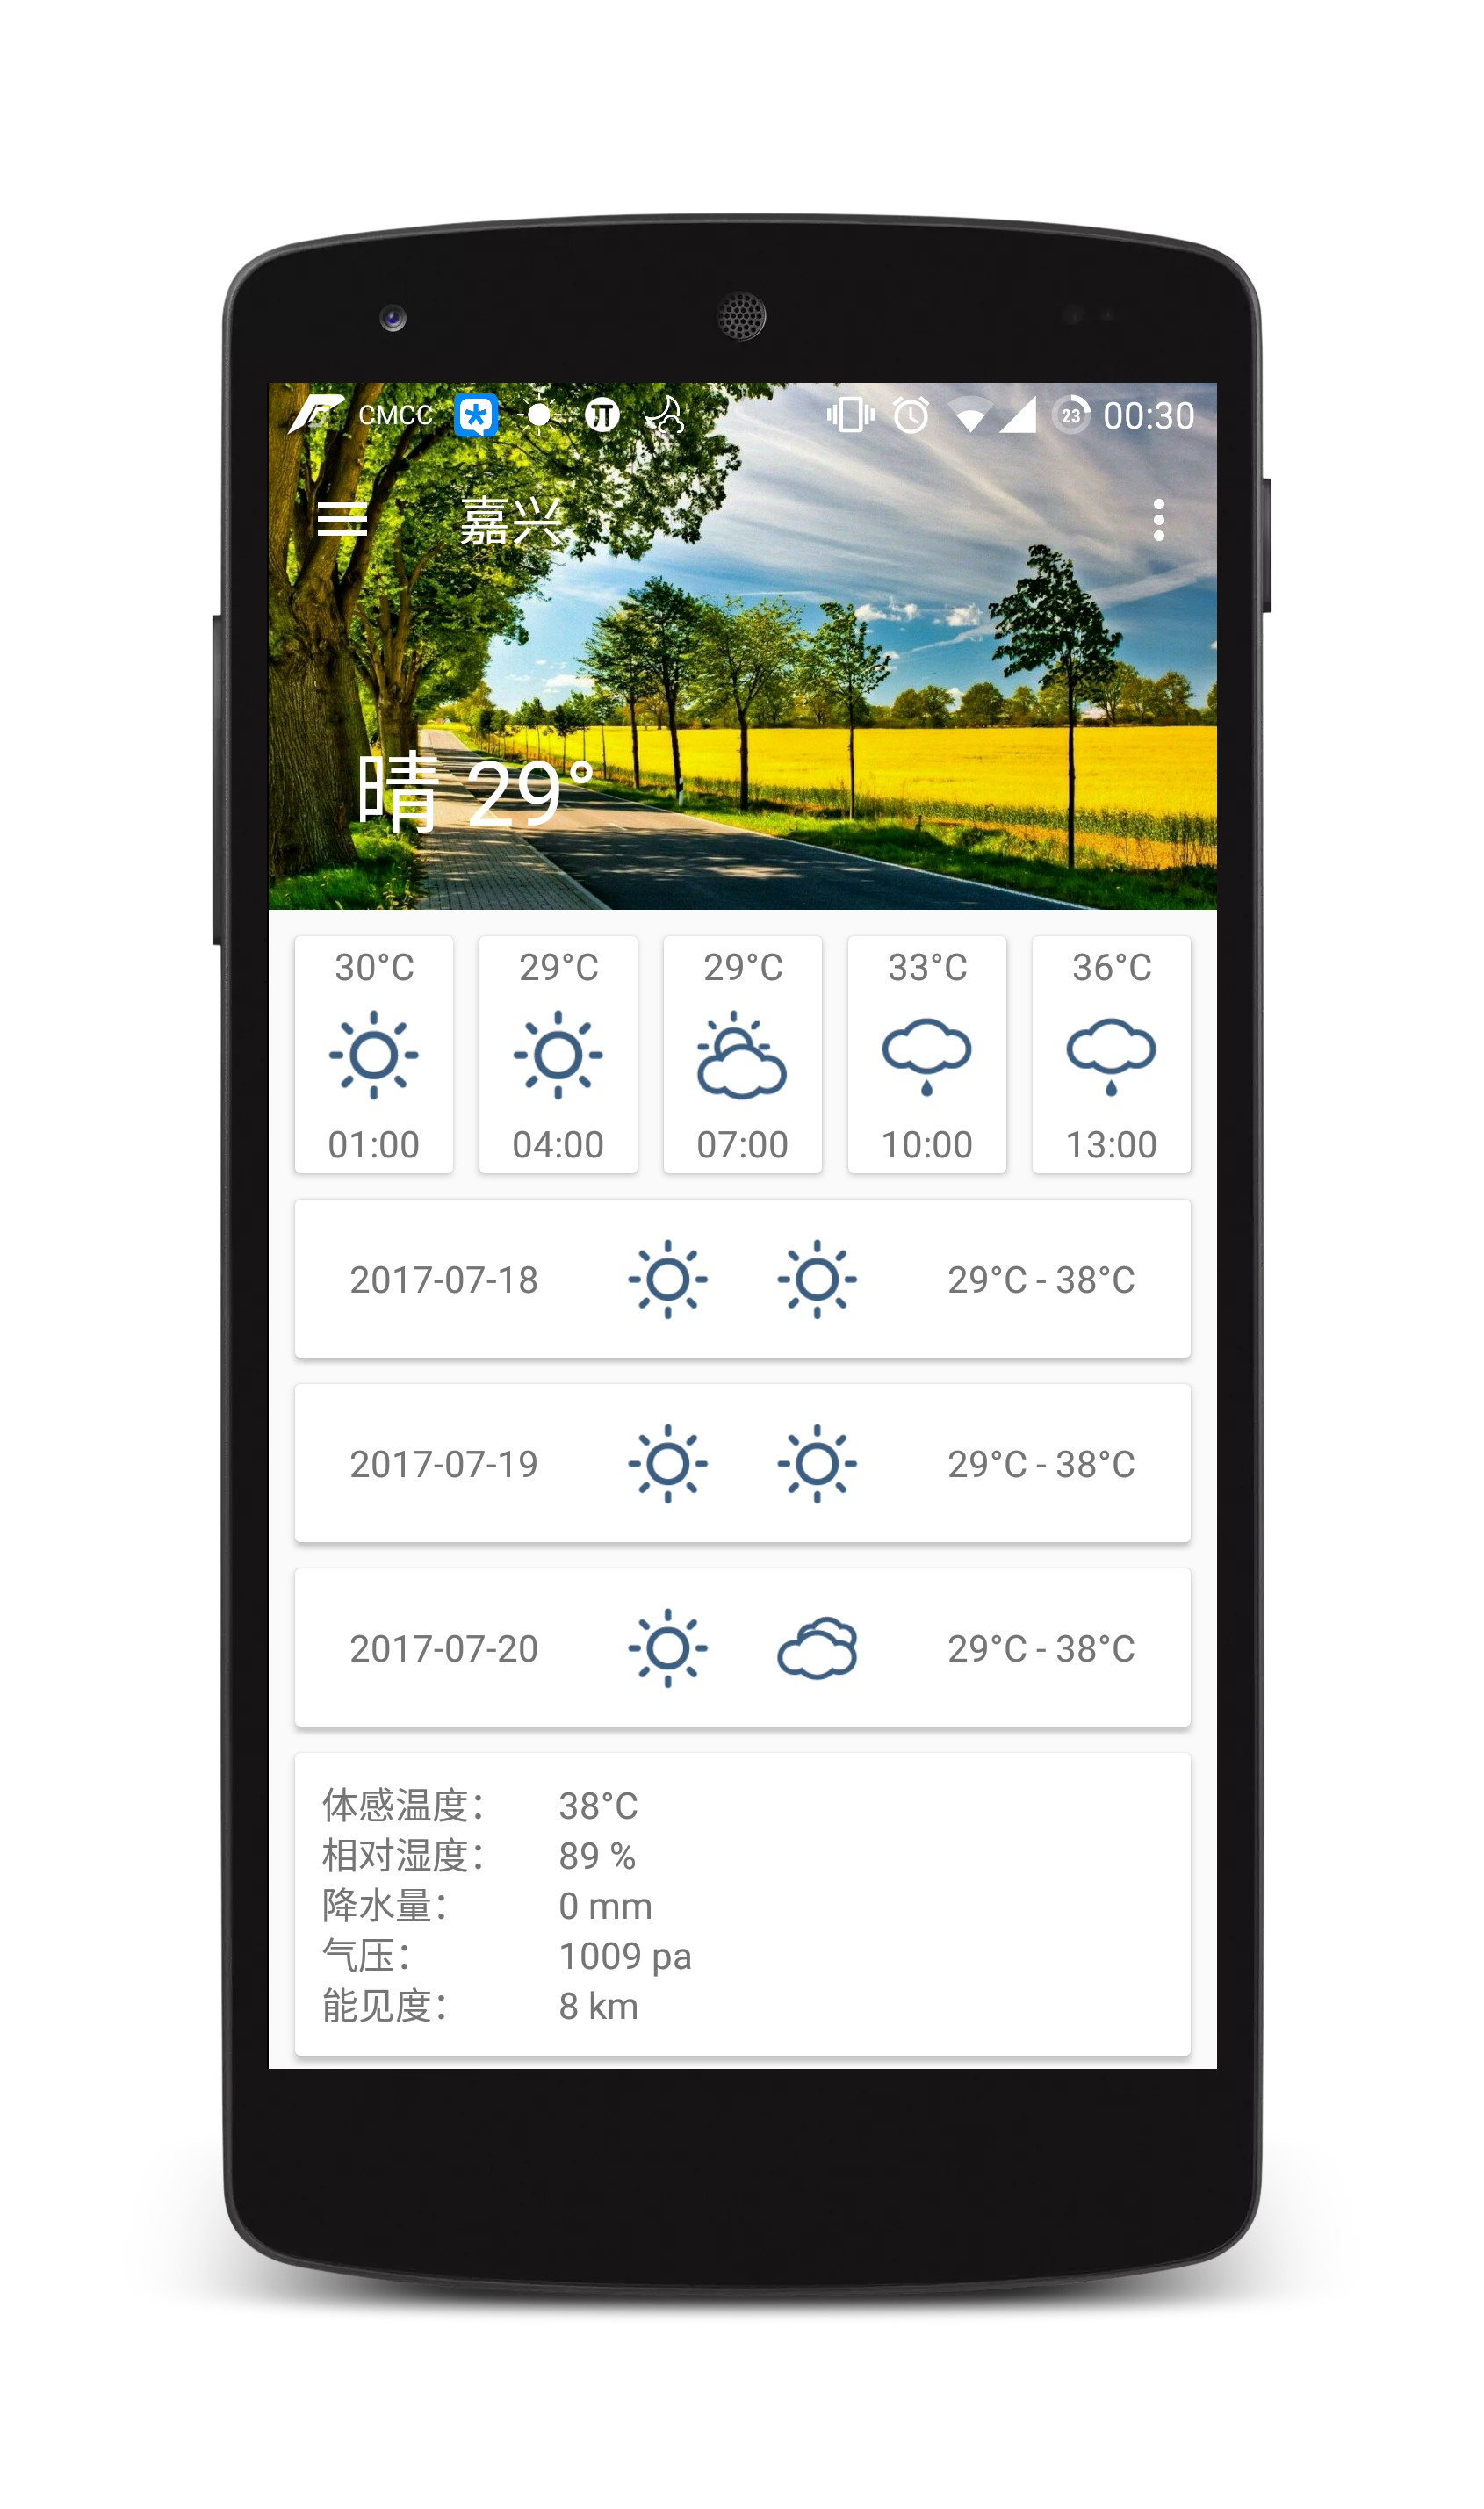 CMCC 23 00:30
嘉兴
晴 29°
30°C 29°C 29°C 33°C 36°C
01:00 04:00 07:00 10:00 13:00
2017-07-18 29°C - 38°C
2017-07-19 29°C - 38°C
2017-07-20 29°C - 38°C
体感温度： 38°C
相对湿度： 89 %
降水量： 0 mm
气压： 1009 pa
能见度： 8 km